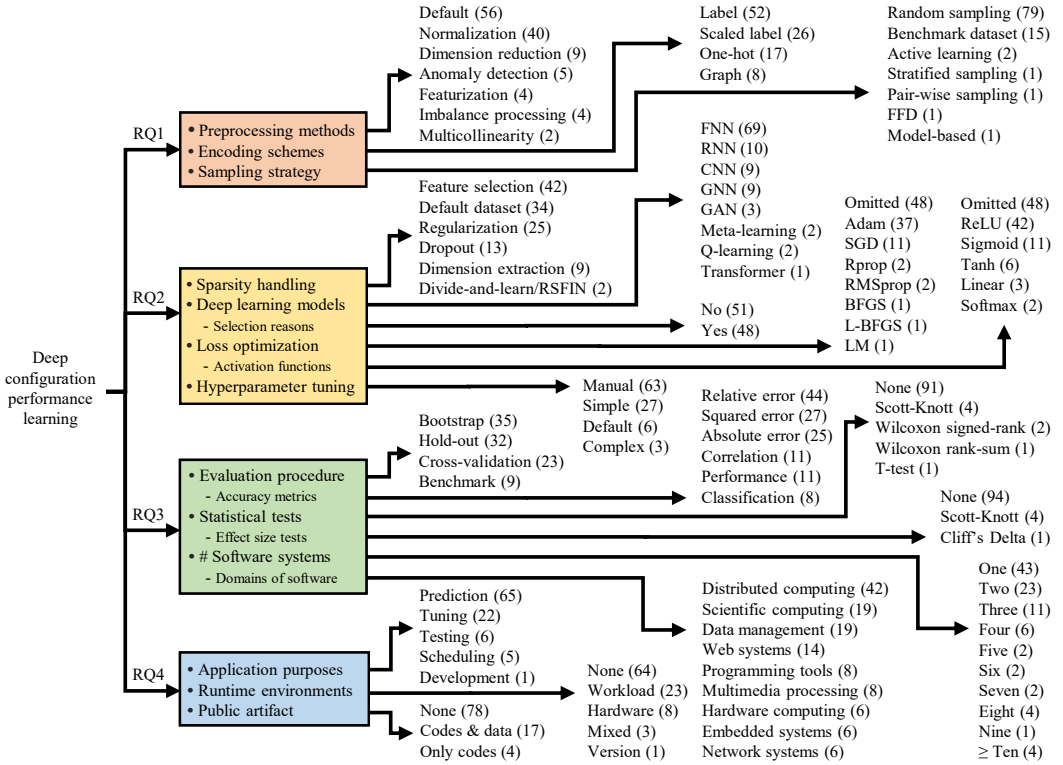 Deep
configuration
performance
learning
RQ1
• Preprocessing methods
• Encoding schemes
• Sampling strategy
Default (56)
Normalization (40)
Dimension reduction (9)
Anomaly detection (5)
Featurization (4)
Imbalance processing (4)
Multicollinearity (2)
Label (52)
Scaled label (26)
One-hot (17)
Graph (8)
Random sampling (79)
Benchmark dataset (15)
Active learning (2)
Stratified sampling (1)
Pair-wise sampling (1)
FFD (1)
Model-based (1)
RQ2
• Sparsity handling
• Deep learning models
- Selection reasons
• Loss optimization
- Activation functions
• Hyperparameter tuning
Feature selection (42)
Default dataset (34)
Regularization (25)
Dropout (13)
Dimension extraction (9)
Divide-and-learn/RSFIN (2)
FNN (69)
RNN (10)
CNN (9)
GNN (9)
GAN (3)
Meta-learning (2)
Q-learning (2)
Transformer (1)
No (51)
Yes (48)
Omitted (48)
Adam (37)
SGD (11)
Rprop (2)
RMSprop (2)
BFGS (1)
L-BFGS (1)
LM (1)
Omitted (48)
ReLU (42)
Sigmoid (11)
Tanh (6)
Linear (3)
Softmax (2)
Manual (63)
Simple (27)
Default (6)
Complex (3)
RQ3
• Evaluation procedure
- Accuracy metrics
• Statistical tests
- Effect size tests
• # Software systems
- Domains of software
Bootstrap (35)
Hold-out (32)
Cross-validation (23)
Benchmark (9)
Relative error (44)
Squared error (27)
Absolute error (25)
Correlation (11)
Performance (11)
Classification (8)
None (91)
Scott-Knott (4)
Wilcoxon signed-rank (2)
Wilcoxon rank-sum (1)
T-test (1)
None (94)
Scott-Knott (4)
Cliff's Delta (1)
One (43)
Two (23)
Three (11)
Four (6)
Five (2)
Six (2)
Seven (2)
Eight (4)
Nine (1)
≥ Ten (4)
Distributed computing (42)
Scientific computing (19)
Data management (19)
Web systems (14)
Programming tools (8)
Multimedia processing (8)
Hardware computing (6)
Embedded systems (6)
Network systems (6)
RQ4
• Application purposes
• Runtime environments
• Public artifact
Prediction (65)
Tuning (22)
Testing (6)
Scheduling (5)
Development (1)
None (64)
Workload (23)
Hardware (8)
Mixed (3)
Version (1)
None (78)
Codes & data (17)
Only codes (4)